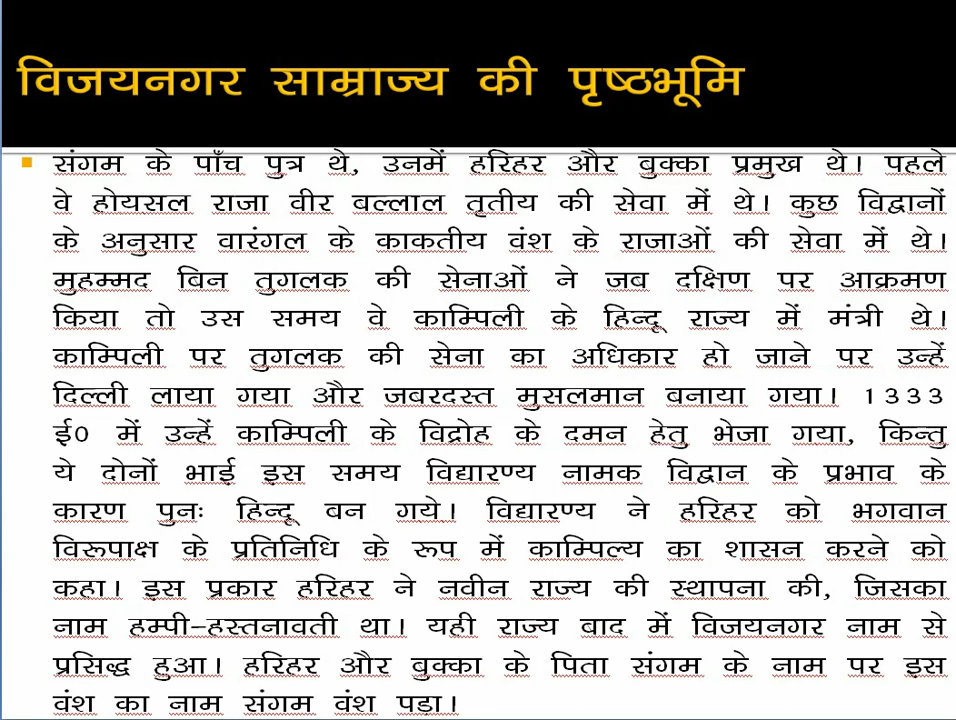 विजयनगर साम्राज्य की पृष्ठभूमि
संगम के पाँच पुत्र थे, उनमें हरिहर और बुक्का प्रमुख थे। पहले
वे होयसल राजा वीर बल्लाल तृतीय की सेवा में थे। कुछ विद्वानों
के अनुसार वारंगल के काकतीय वंश के राजाओं की सेवा में थे।
मुहम्मद बिन तुगलक की सेनाओं ने जब दक्षिण पर आक्रमण
किया तो उस समय वे काम्पिली के हिन्दू राज्य में मंत्री थे।
काम्पिली पर तुगलक की सेना का अधिकार हो जाने पर उन्हें
दिल्ली लाया गया और जबरदस्त मुसलमान बनाया गया। 1333
ई0 में उन्हें काम्पिली के विद्रोह के दमन हेतु भेजा गया, किन्तु
ये दोनों भाई इस समय विद्यारण्य नामक विद्वान के प्रभाव के
कारण पुनः हिन्दू बन गये। विद्यारण्य ने हरिहर को भगवान
विरूपाक्ष के प्रतिनिधि के रूप में काम्पिल्य का शासन करने को
कहा। इस प्रकार हरिहर ने नवीन राज्य की स्थापना की, जिसका
नाम हम्पी-हस्तनावती था। यही राज्य बाद में विजयनगर नाम से
प्रसिद्ध हुआ। हरिहर और बुक्का के पिता संगम के नाम पर इस
वंश का नाम संगम वंश पड़ा।